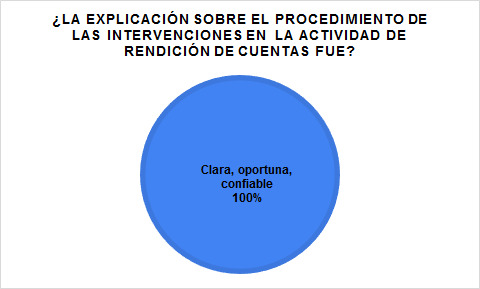 ¿LA EXPLICACIÓN SOBRE EL PROCEDIMIENTO DE
LAS INTERVENCIONES EN LA ACTIVIDAD DE
RENDICIÓN DE CUENTAS FUE?
Clara, oportuna,
confiable
100%